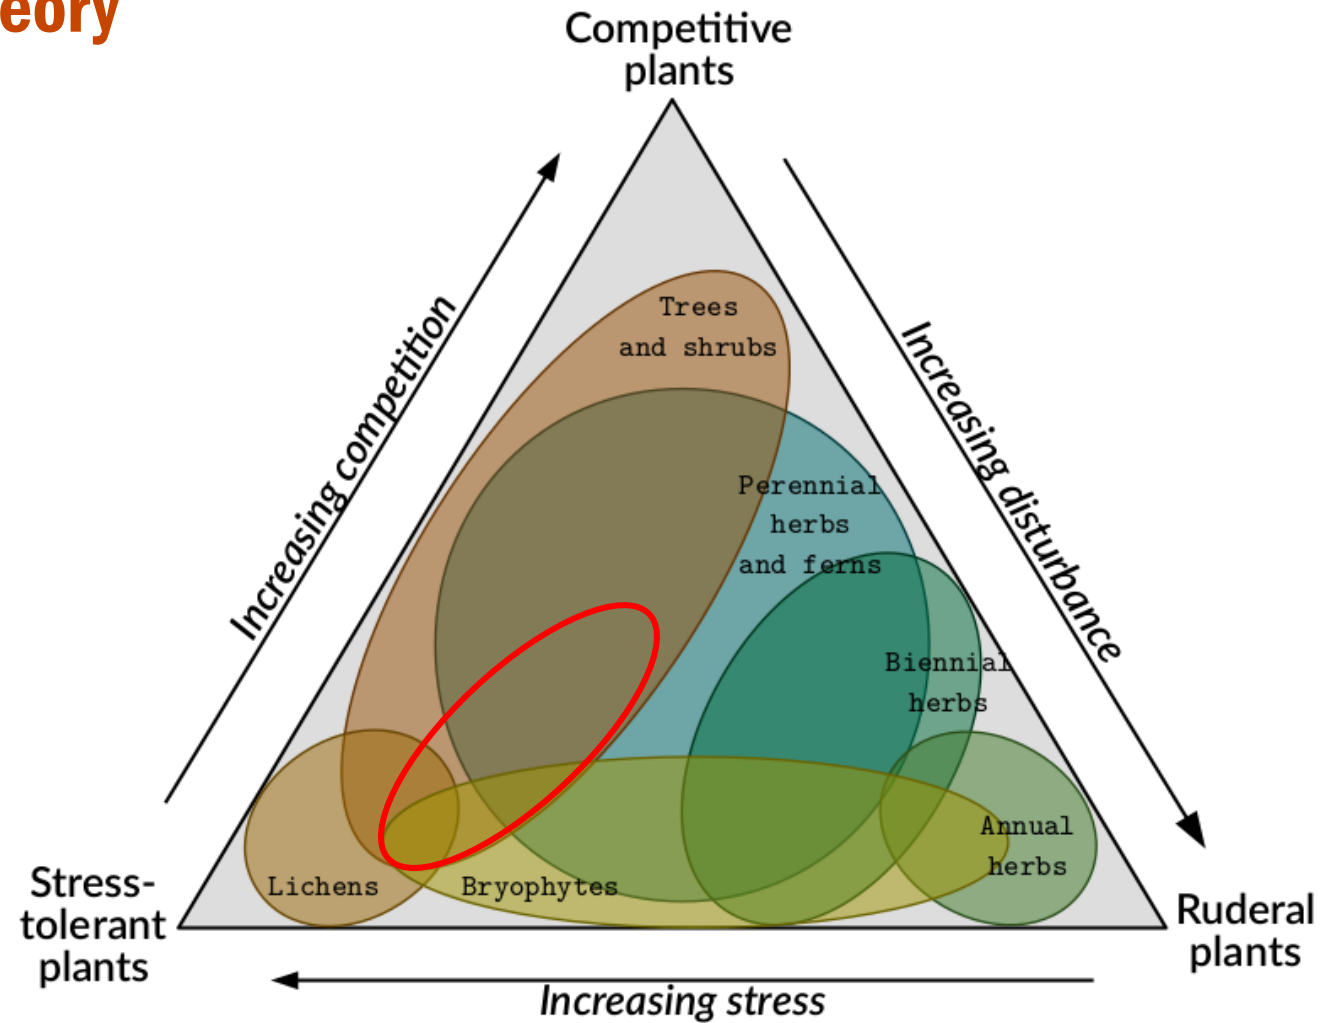 eory
Competitive
plants
Increasing competition
Increasing disturbance
Trees
and shrubs
Perennial
herbs
and ferns
Biennial
herbs
Annual
herbs
Lichens
Bryophytes
Stress-
tolerant
plants
Ruderal
plants
Increasing stress